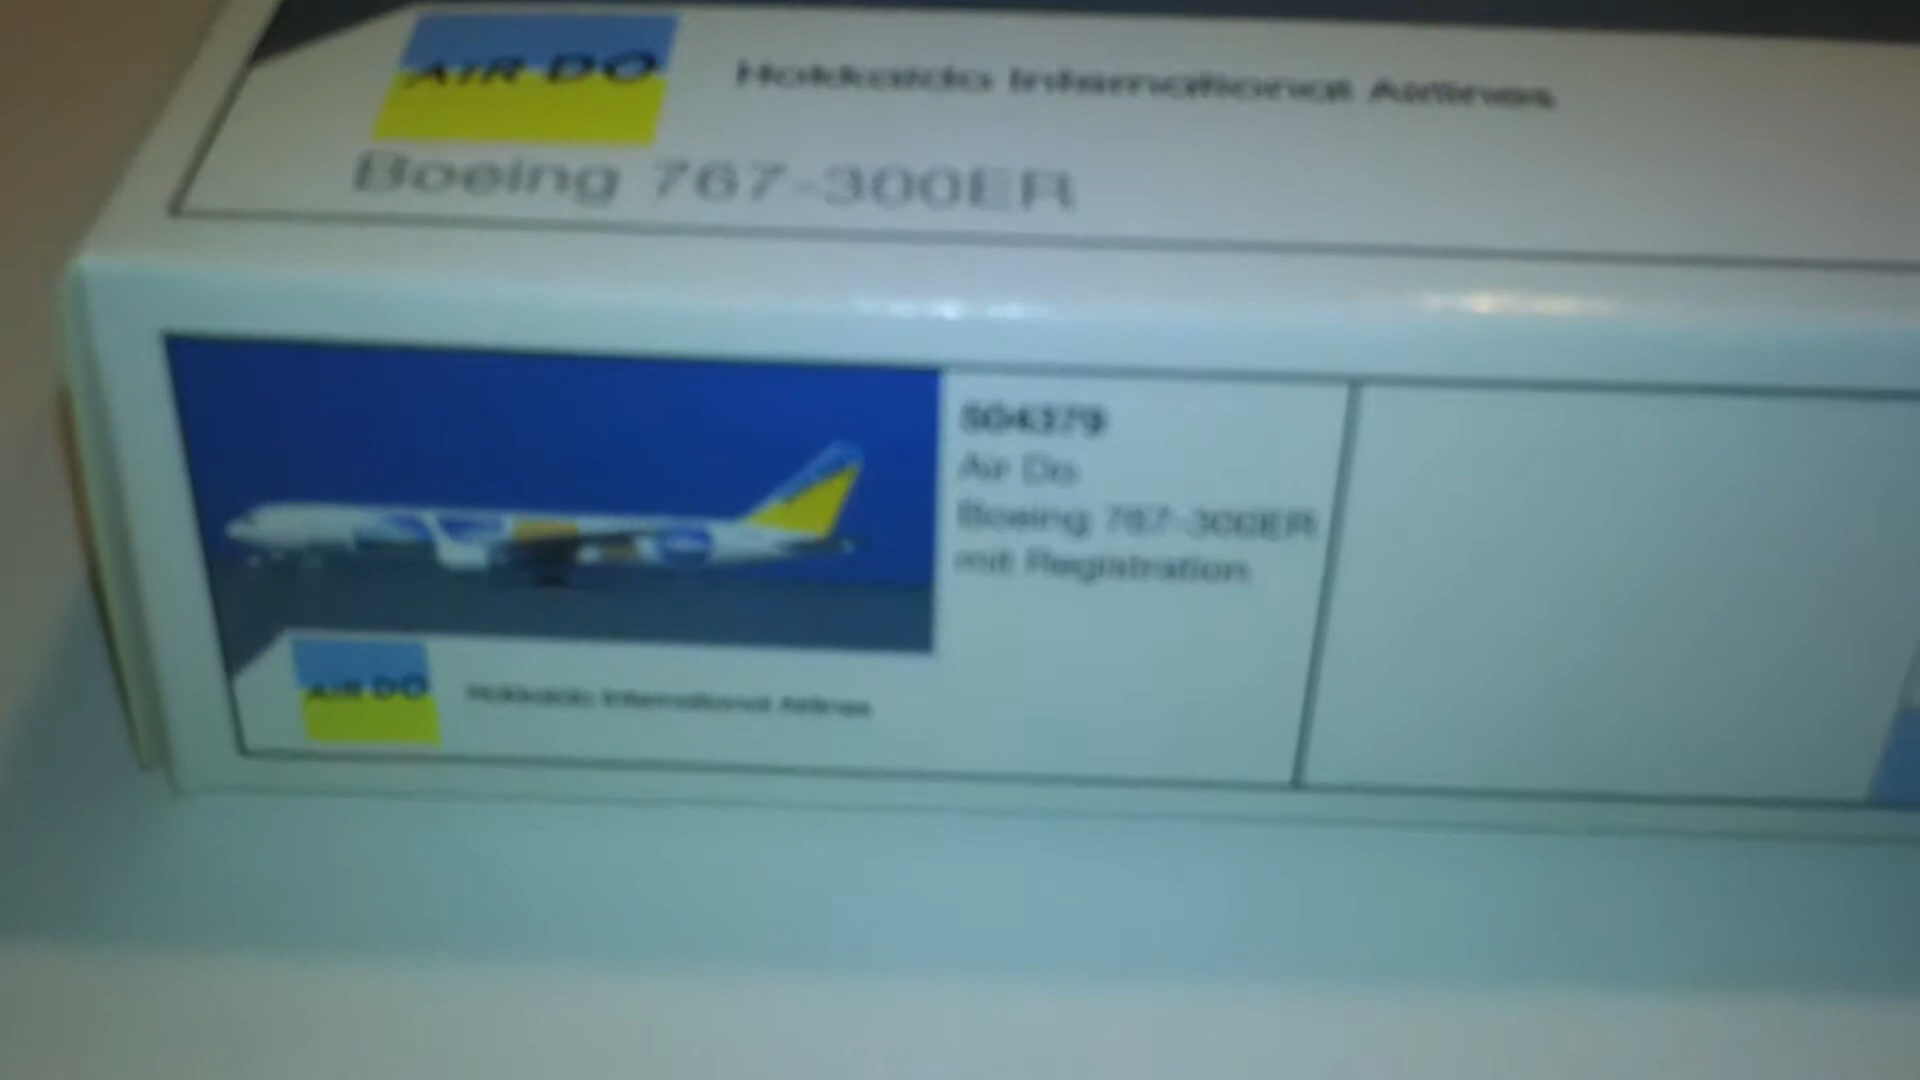 AIR DO
Hokkaido International Airlines
Boeing 767-300ER
504379
Air Do
Boeing 767-300ER
mit Registration
AIR DO
Hokkaido International Airlines